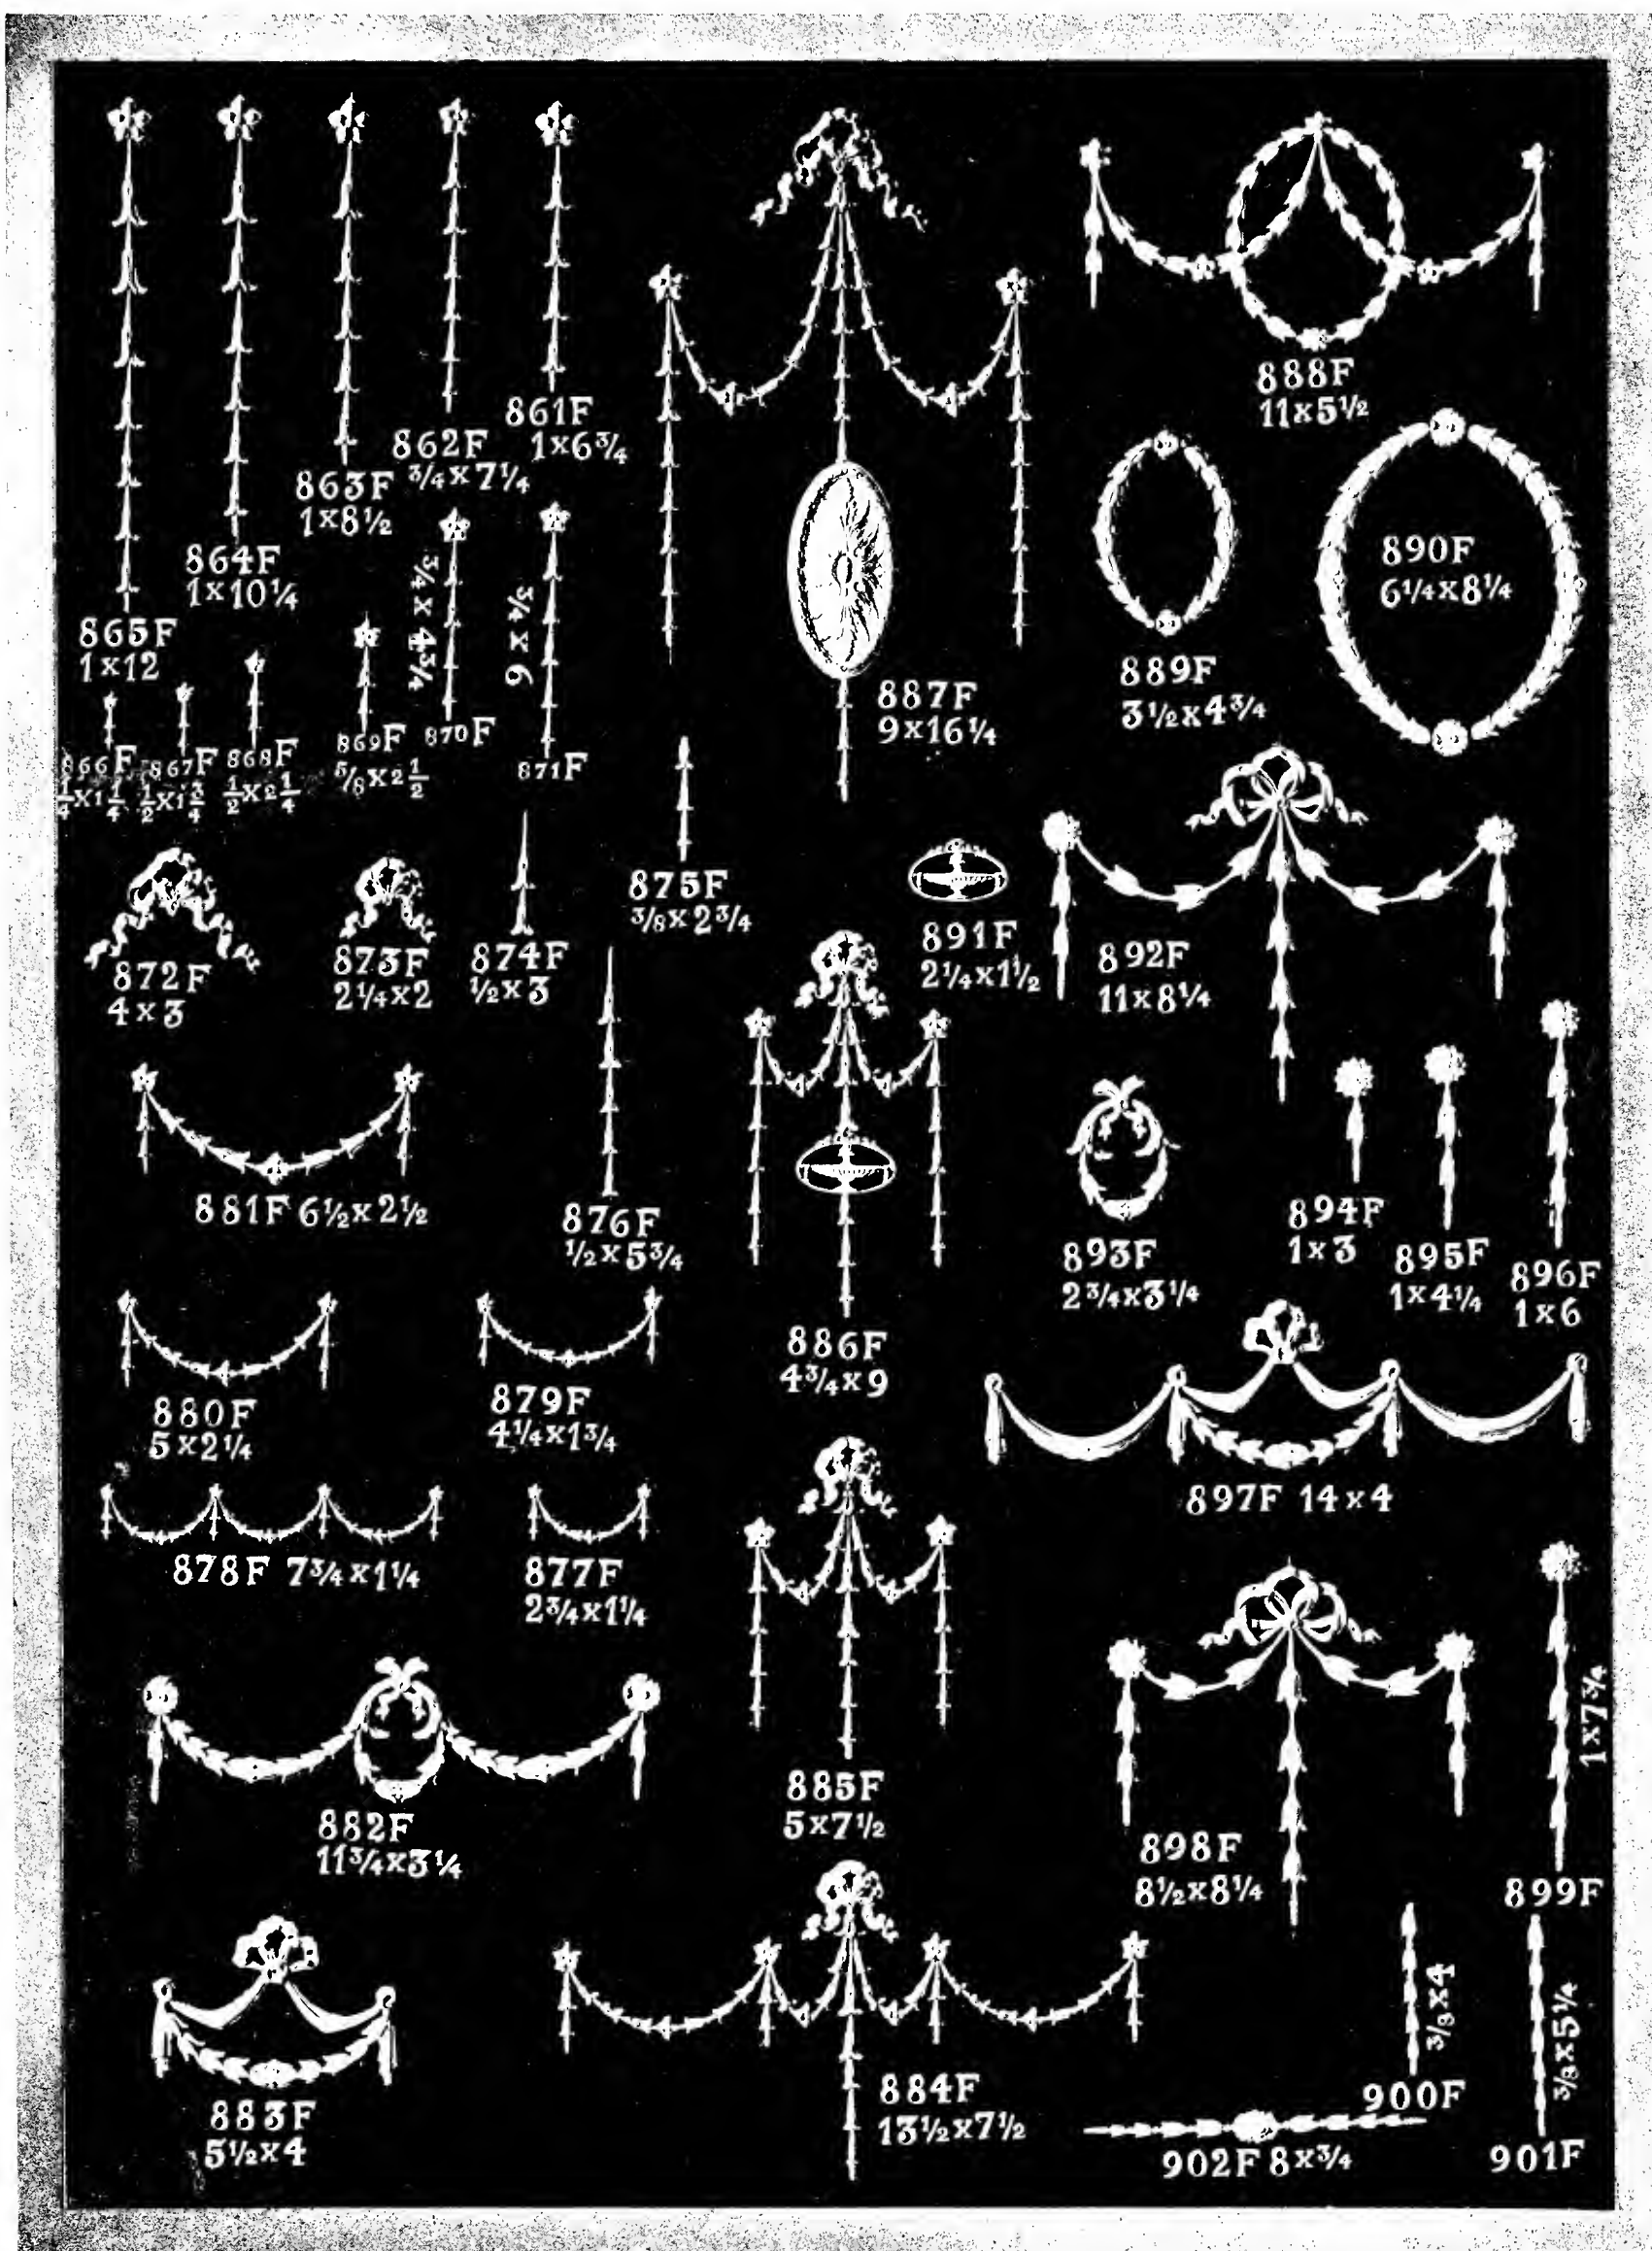 861F
1x6¾
862F
¾x7¼
863F
1x8½
864F
1x10¼
865F
1x12
866F
¼x1¼
867F
½x1¾
868F
½x2¼
869F
⅝x2½
870F
¾x4¾
871F
¾x6
872F
4x3
873F
2¼x2
874F
½x3
875F
⅜x2¾
876F
½x5¾
881F 6½x2½
880F
5x2¼
879F
4¼x1¾
878F 7¾x1¼
877F
2¾x1¼
882F
11¾x3¼
883F
5½x4
887F
9x16¼
886F
4¾x9
885F
5x7½
884F
13½x7½
888F
11x5½
889F
3½x4¾
890F
6¼x8¼
891F
2¼x1½
892F
11x8¼
893F
2¾x3¼
894F
1x3
895F
1x4¼
896F
1x6
897F 14x4
898F
8½x8¼
899F
1x7¾
900F
⅜x4
901F
⅜x5¼
902F 8x¾